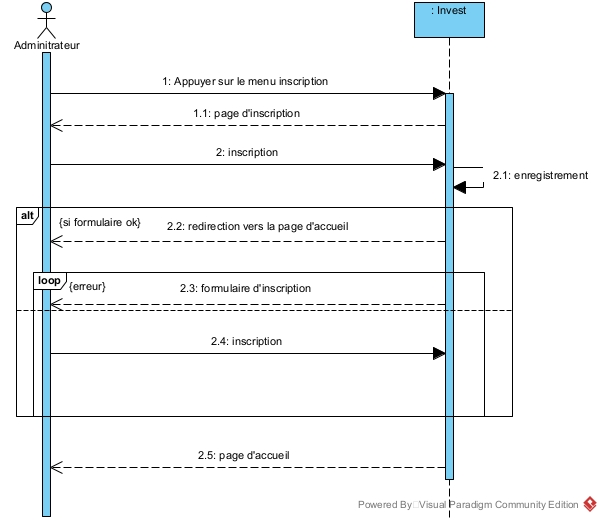 : Invest
Adminitrateur
1: Appuyer sur le menu inscription
1.1: page d'inscription
2: inscription
2.1: enregistrement
alt
{si formulaire ok}
2.2: redirection vers la page d'accueil
loop
{erreur}
2.3: formulaire d'inscription
2.4: inscription
2.5: page d'accueil
Powered By Visual Paradigm Community Edition